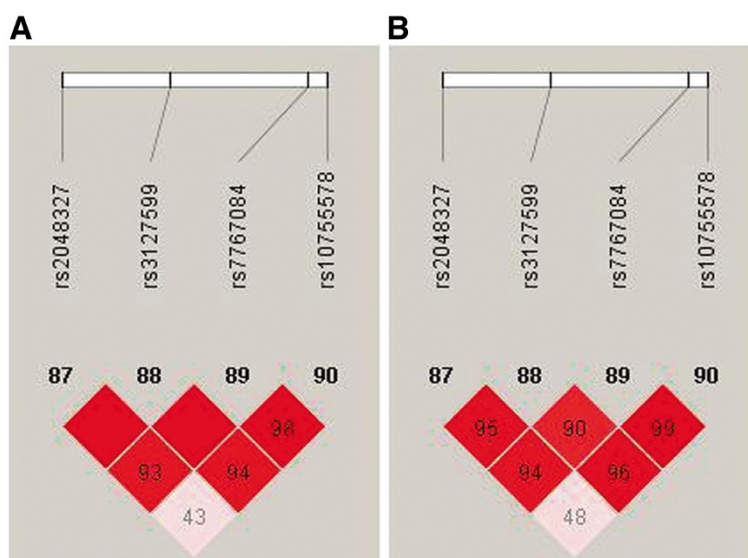 A
B
rs2048327
rs3127599
rs7767084
rs10755578
rs2048327
rs3127599
rs7767084
rs10755578
87 88 89 90
87 88 89 90
98
93 94
43
95 90 99
94 96
48